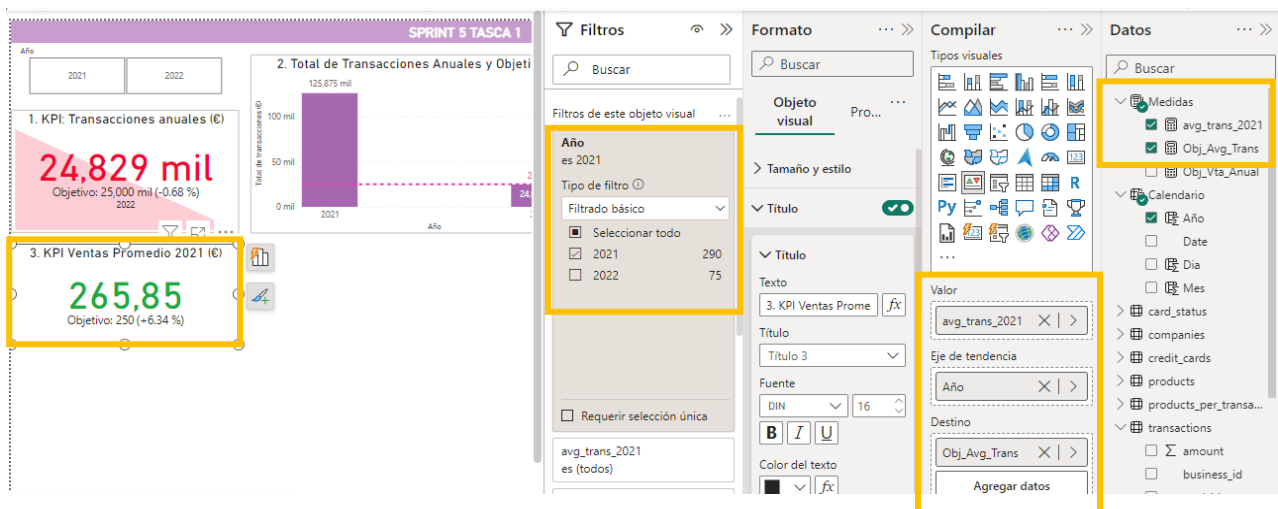 SPRINT 5 TASCA 1
Año
2021
2022
1. KPI: Transacciones anuales (€)
24,829 mil
Objetivo: 25,000 mil (-0.68 %)
2022
2. Total de Transacciones Anuales y Objeti
125,875 mil
Total de transacciones (€)
100 mil
50 mil
0 mil
2
24,
2021
Año
3. KPI Ventas Promedio 2021 (€)
265,85
Objetivo: 250 (+6.34 %)
Filtros
Buscar
Filtros de este objeto visual
Año
es 2021
Tipo de filtro
Filtrado básico
Seleccionar todo
2021 290
2022 75
Requerir selección única
avg_trans_2021
es (todos)
Formato
Buscar
Objeto visual
Pro...
Tamaño y estilo
Título
Título
Texto
3. KPI Ventas Prome
fx
Título
Título 3
Fuente
DIN
16
B I U
Color del texto
fx
Compilar
Tipos visuales
123
R
Py
123
...
Valor
avg_trans_2021
Eje de tendencia
Año
Destino
Obj_Avg_Trans
Agregar datos
Datos
Buscar
Medidas
avg_trans_2021
Obj_Avg_Trans
Obj_Vta_Anual
Calendario
Año
Date
Dia
Mes
card_status
companies
credit_cards
products
products_per_transa...
transactions
∑ amount
business_id